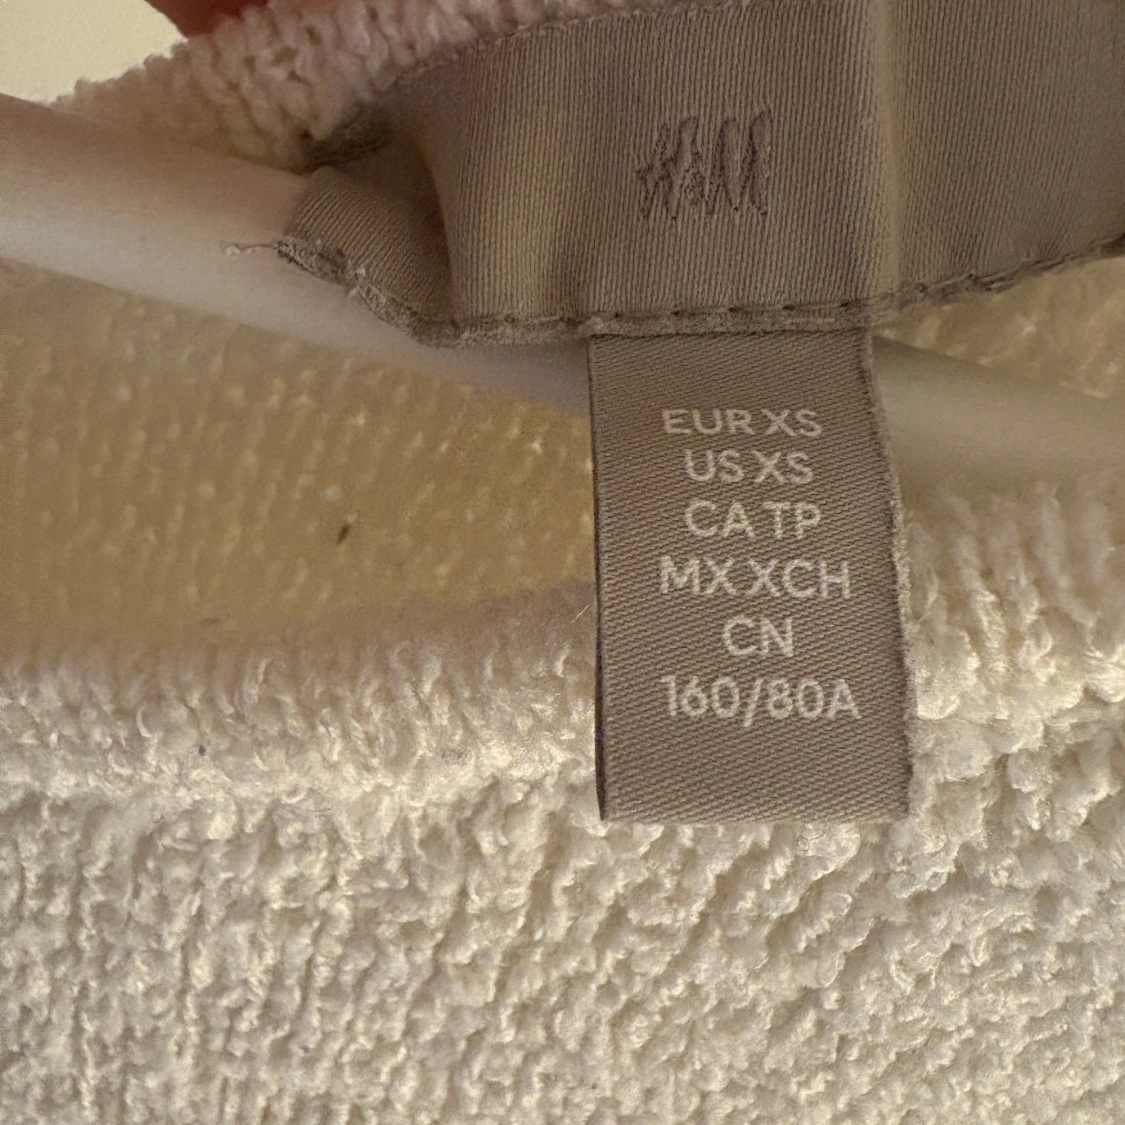 H&M
EUR XS
US XS
CA TP
MX XCH
CN
160/80A